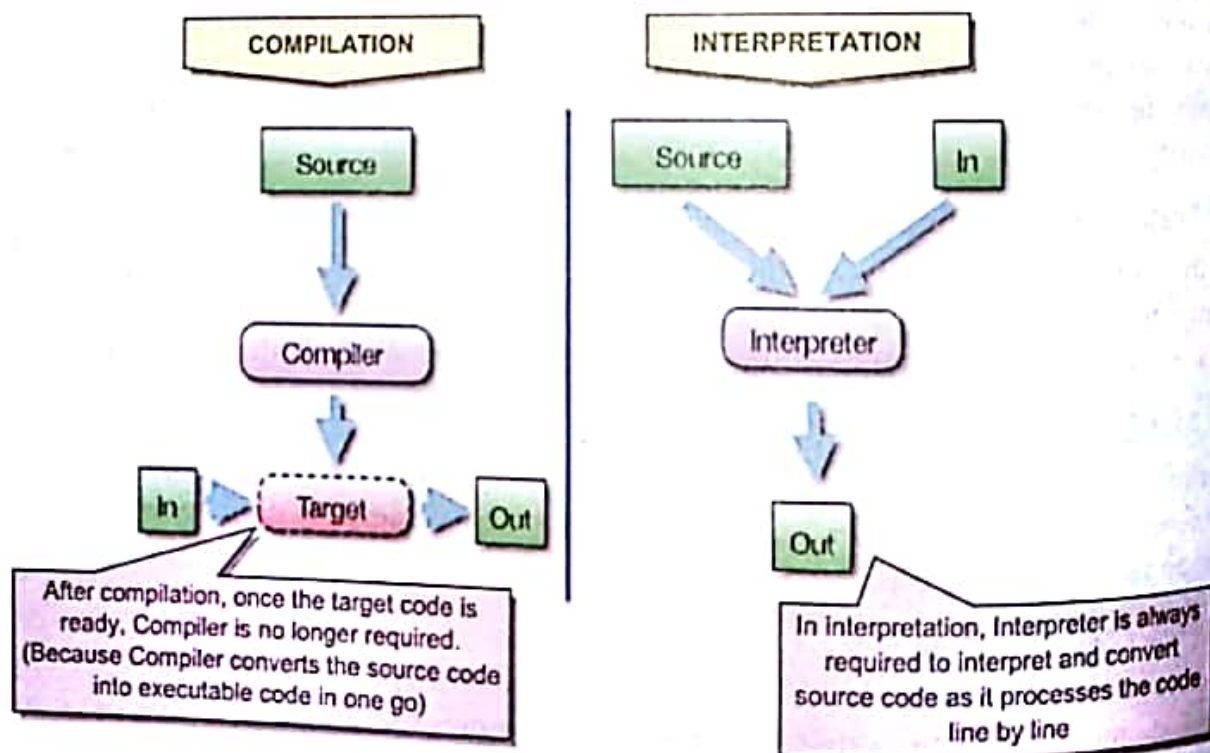 COMPILATION
Source
Compiler
In
Target
Out
After compilation, once the target code is
ready, Compiler is no longer required.
(Because Compiler converts the source code
into executable code in one go)
INTERPRETATION
Source
In
Interpreter
Out
In interpretation, Interpreter is always
required to interpret and convert
source code as it processes the code
line by line